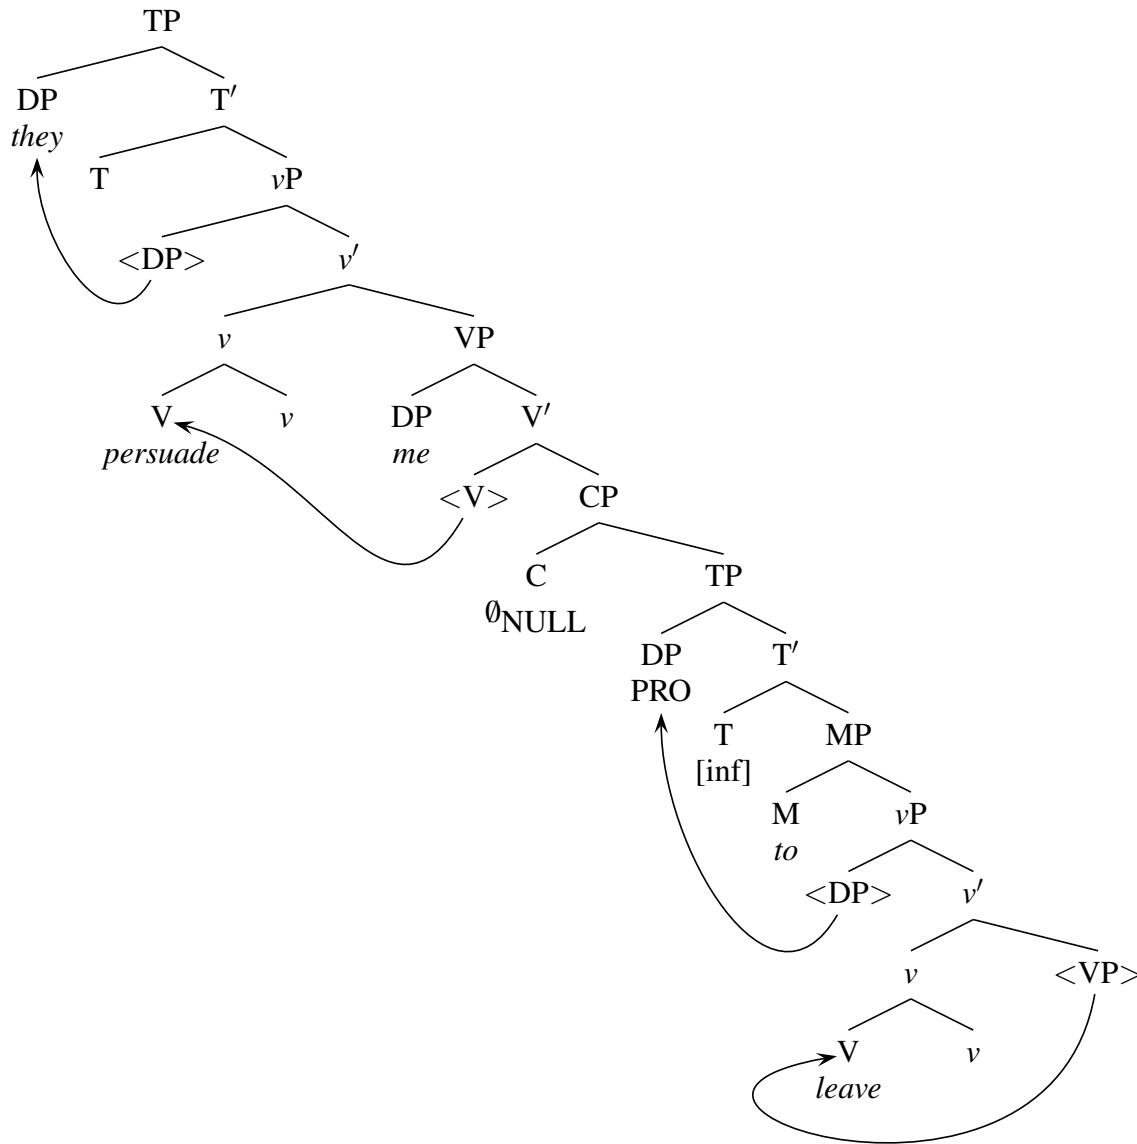 TP
DP T′
they
T vP
<DP> v′
v VP
V v DP V′
persuade me
<V> CP
C TP
∅NULL
DP T′
PRO
T MP
[inf]
M vP
to
<DP> v′
v <VP>
V v
leave